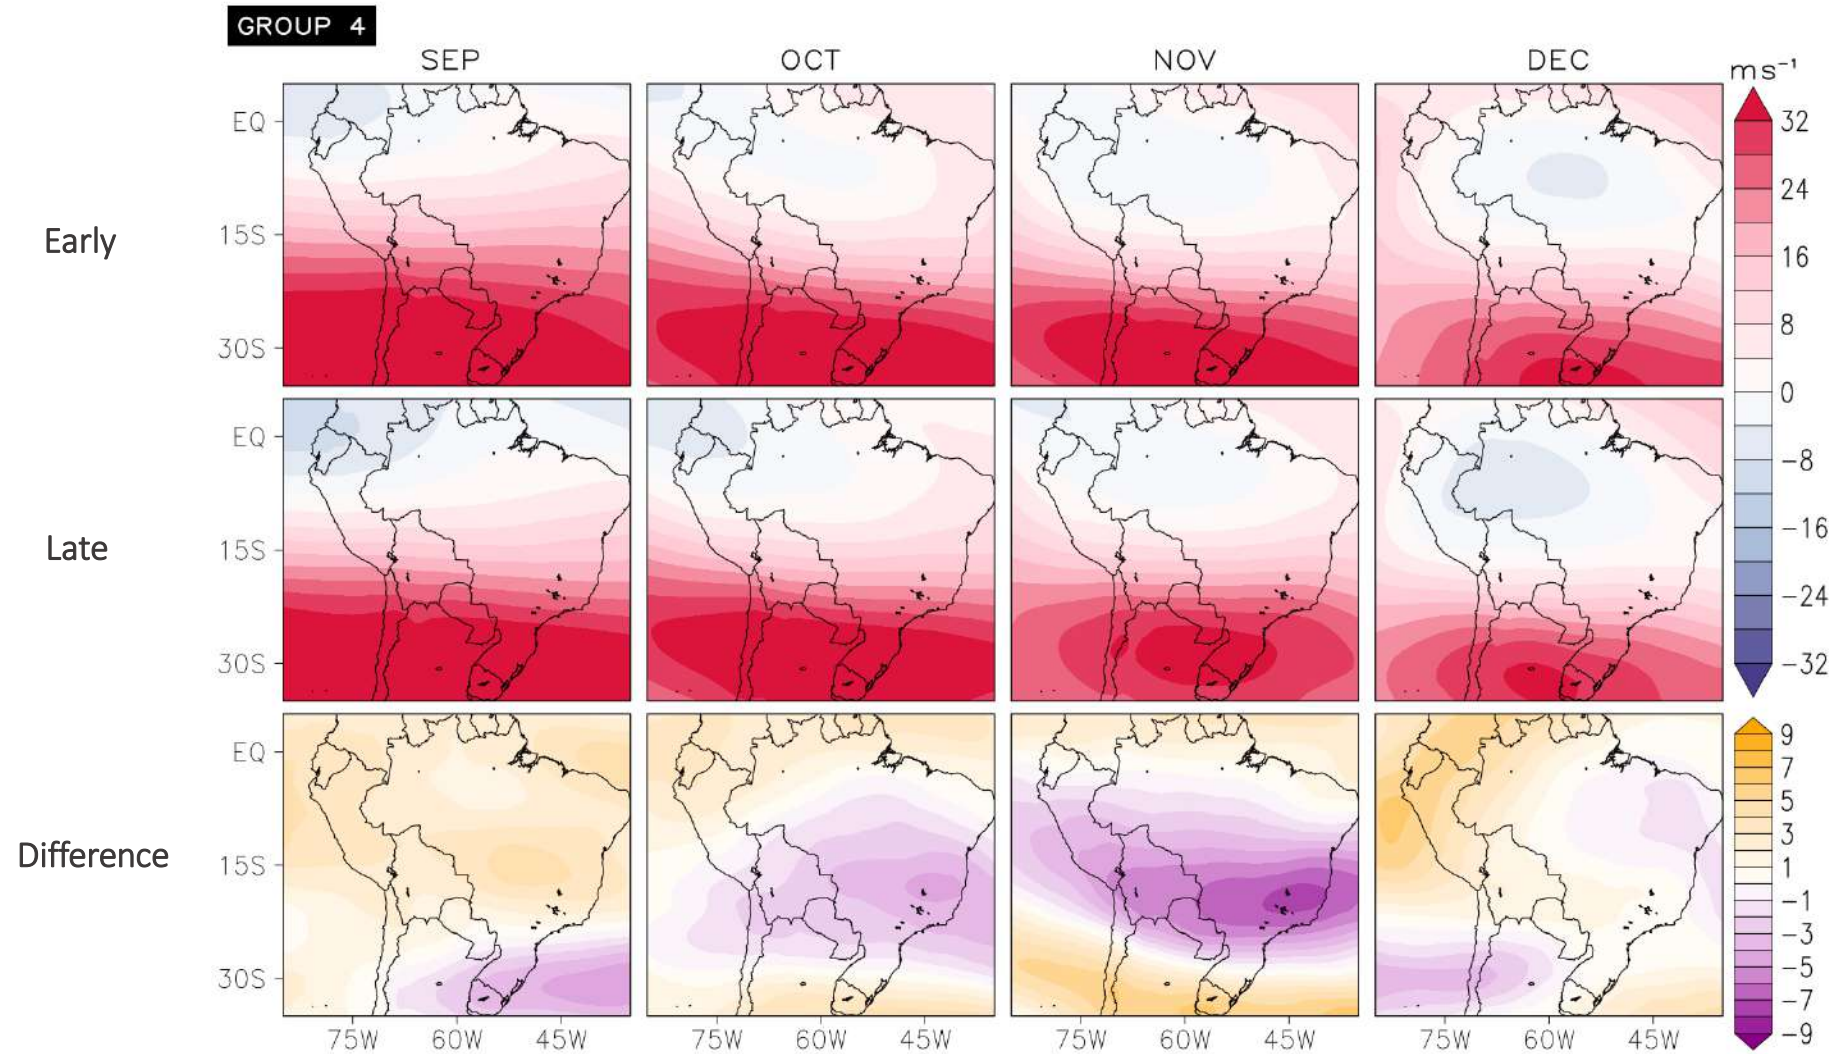 GROUP 4
SEP OCT NOV DEC
ms⁻¹
Early
EQ
15S
30S
32
24
16
8
0
−8
−16
−24
−32
Late
EQ
15S
30S
Difference
EQ
15S
30S
9
7
5
3
1
−1
−3
−5
−7
−9
75W 60W 45W 75W 60W 45W 75W 60W 45W 75W 60W 45W